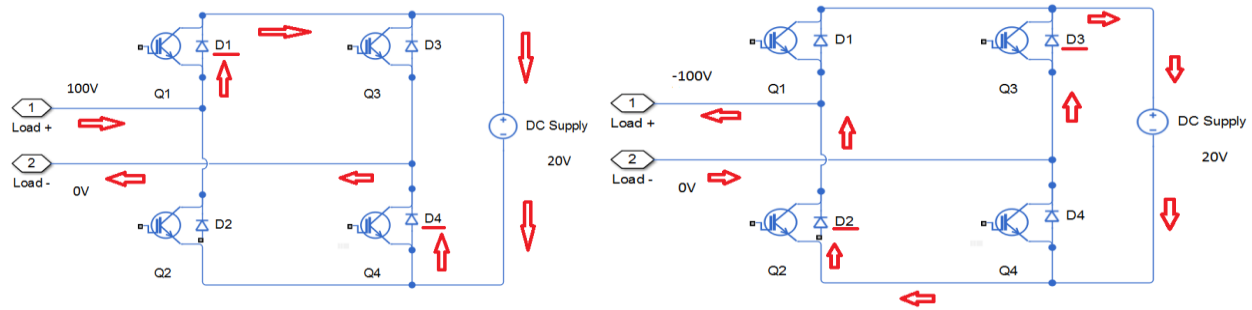 D1
D3
100V
Q1
Q3
1
Load +
DC Supply
2
20V
Load -
0V
D2
D4
Q2
Q4
D1
D3
-100V
Q1
Q3
1
Load +
DC Supply
2
20V
Load -
0V
D2
D4
Q2
Q4